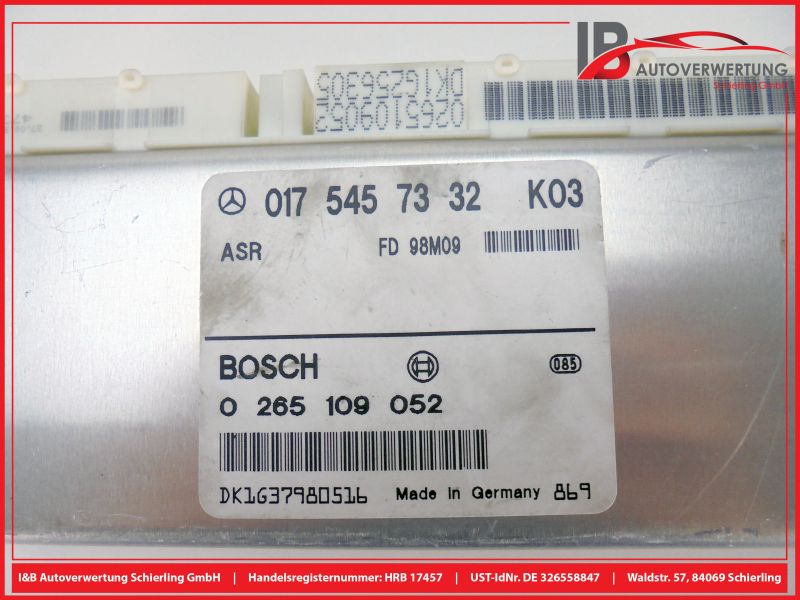 IB
AUTOVERWERTUNG
Schierling GmbH
DK1G256305
0265109052
017 545 73 32 K03
ASR FD 98M09
BOSCH 085
0 265 109 052
DK1G37980516 Made in Germany 869
I&B Autoverwertung Schierling GmbH | Handelsregisternummer: HRB 17457 | UST-IdNr. DE 326558847 | Waldstr. 57, 84069 Schierling